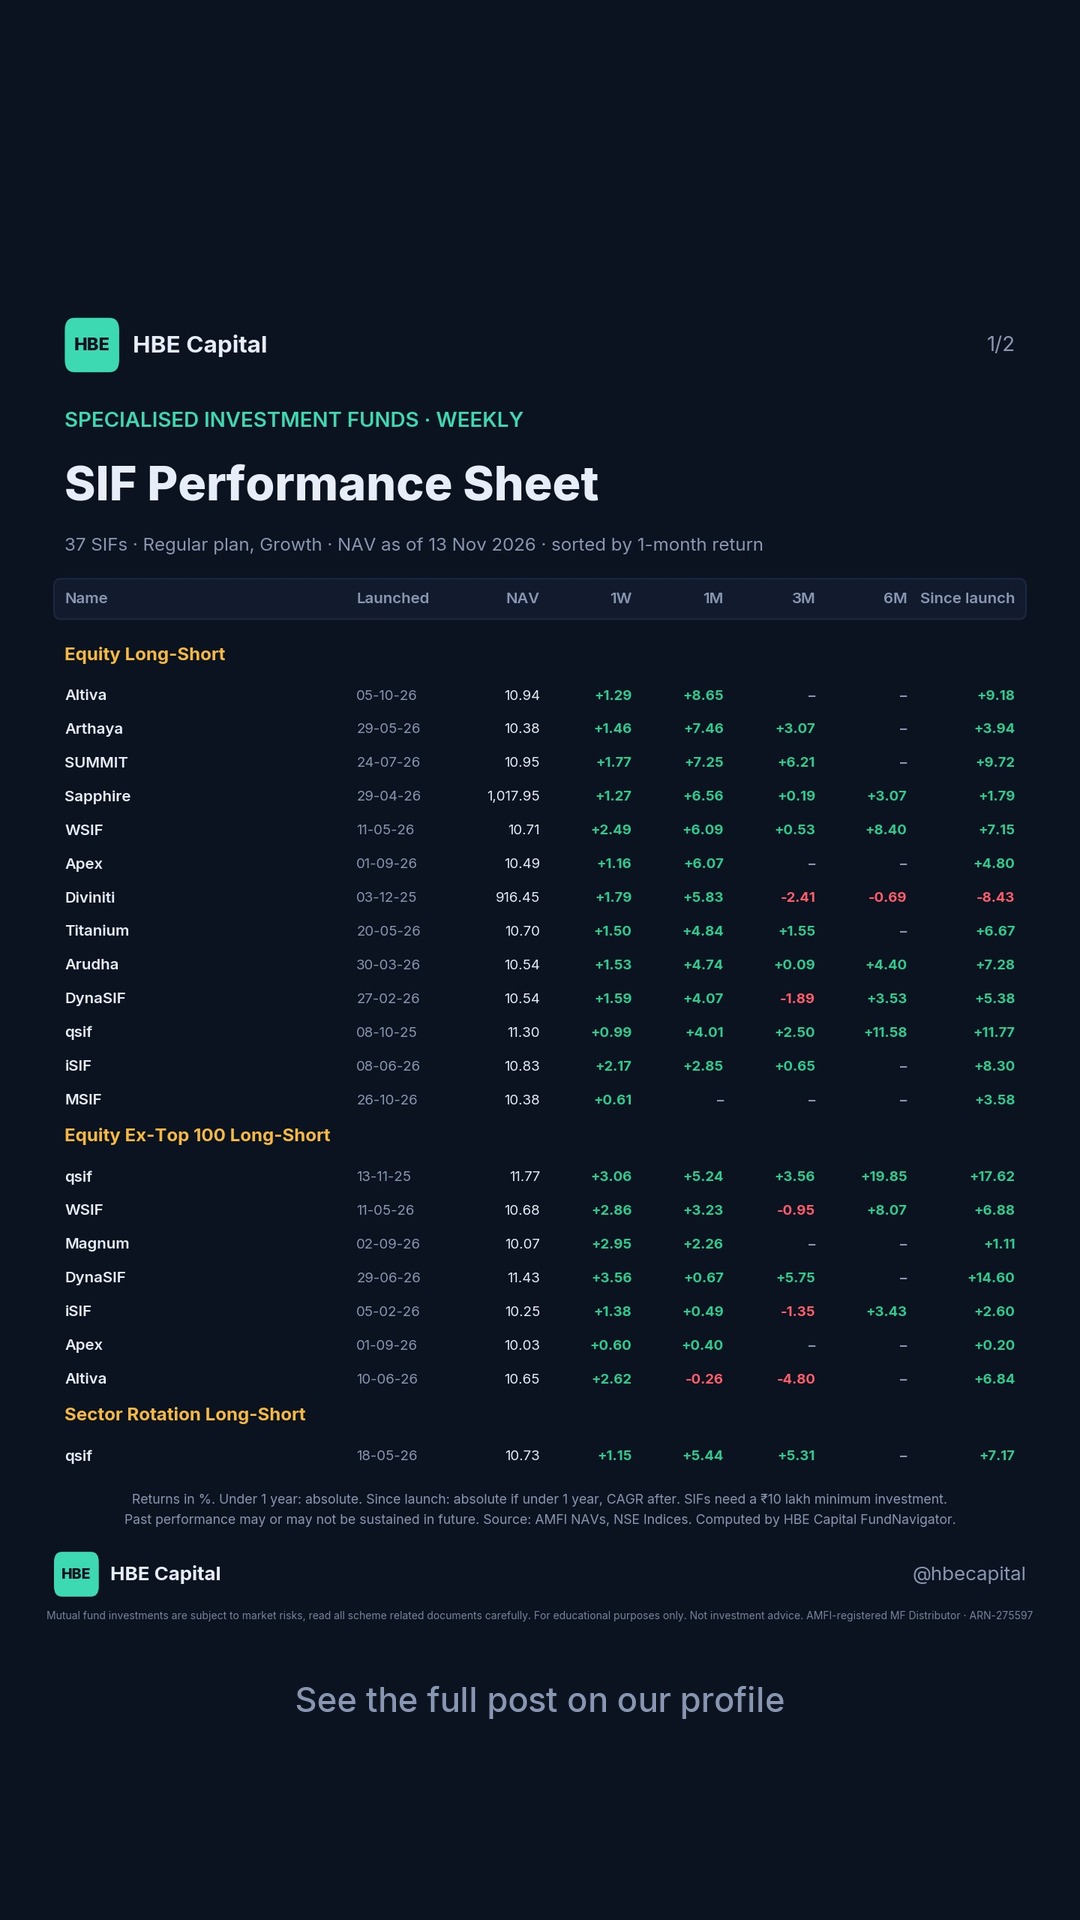 HBE HBE Capital 1/2
SPECIALISED INVESTMENT FUNDS · WEEKLY
SIF Performance Sheet
37 SIFs · Regular plan, Growth · NAV as of 13 Nov 2026 · sorted by 1-month return
Name Launched NAV 1W 1M 3M 6M Since launch
Equity Long-Short
Altiva 05-10-26 10.94 +1.29 +8.65 – – +9.18
Arthaya 29-05-26 10.38 +1.46 +7.46 +3.07 – +3.94
SUMMIT 24-07-26 10.95 +1.77 +7.25 +6.21 – +9.72
Sapphire 29-04-26 1,017.95 +1.27 +6.56 +0.19 +3.07 +1.79
WSIF 11-05-26 10.71 +2.49 +6.09 +0.53 +8.40 +7.15
Apex 01-09-26 10.49 +1.16 +6.07 – – +4.80
Diviniti 03-12-25 916.45 +1.79 +5.83 -2.41 -0.69 -8.43
Titanium 20-05-26 10.70 +1.50 +4.84 +1.55 – +6.67
Arudha 30-03-26 10.54 +1.53 +4.74 +0.09 +4.40 +7.28
DynaSIF 27-02-26 10.54 +1.59 +4.07 -1.89 +3.53 +5.38
qsif 08-10-25 11.30 +0.99 +4.01 +2.50 +11.58 +11.77
iSIF 08-06-26 10.83 +2.17 +2.85 +0.65 – +8.30
MSIF 26-10-26 10.38 +0.61 – – – +3.58
Equity Ex-Top 100 Long-Short
qsif 13-11-25 11.77 +3.06 +5.24 +3.56 +19.85 +17.62
WSIF 11-05-26 10.68 +2.86 +3.23 -0.95 +8.07 +6.88
Magnum 02-09-26 10.07 +2.95 +2.26 – – +1.11
DynaSIF 29-06-26 11.43 +3.56 +0.67 +5.75 – +14.60
iSIF 05-02-26 10.25 +1.38 +0.49 -1.35 +3.43 +2.60
Apex 01-09-26 10.03 +0.60 +0.40 – – +0.20
Altiva 10-06-26 10.65 +2.62 -0.26 -4.80 – +6.84
Sector Rotation Long-Short
qsif 18-05-26 10.73 +1.15 +5.44 +5.31 – +7.17
Returns in %. Under 1 year: absolute. Since launch: absolute if under 1 year, CAGR after. SIFs need a ₹10 lakh minimum investment.
Past performance may or may not be sustained in future. Source: AMFI NAVs, NSE Indices. Computed by HBE Capital FundNavigator.
HBE HBE Capital @hbecapital
Mutual fund investments are subject to market risks, read all scheme related documents carefully. For educational purposes only. Not investment advice. AMFI-registered MF Distributor · ARN-275597
See the full post on our profile